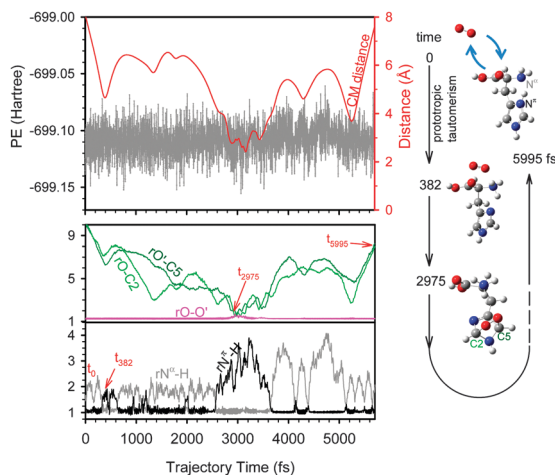 -699.00
-699.05
-699.10
-699.15
PE (Hartree)
8
6
4
2
0
Distance (Å)
CM distance
10
5
1
rO'-C5
rO-C2
rO-O'
t2975
t5995
4
3
2
1
t0
t382
rNα-H
rNπ-H
0 1000 2000 3000 4000 5000
Trajectory Time (fs)
time
0
prototropic
tautomerism
382
2975
5995 fs
Nα
Nπ
C2
C5